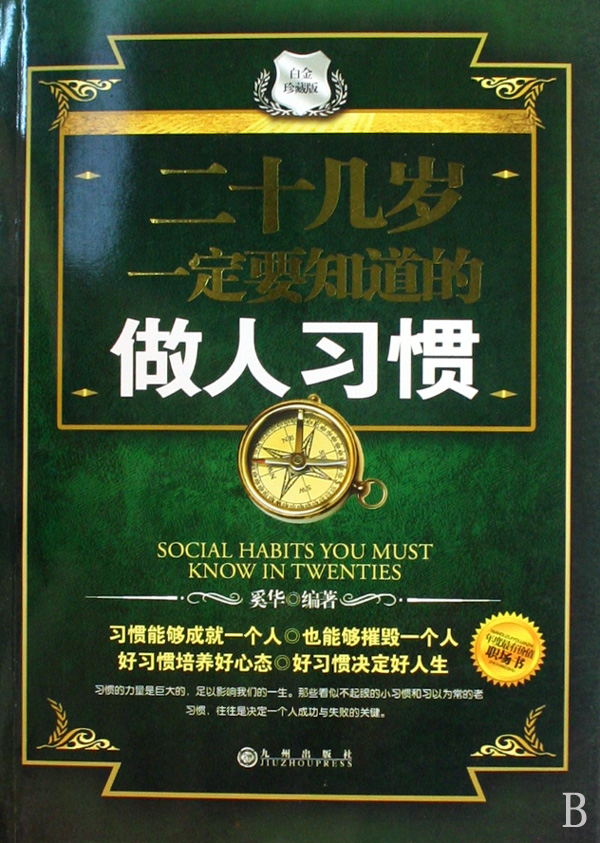 白金
珍藏版
二十几岁
一定要知道的
做人习惯
SOCIAL HABITS YOU MUST
KNOW IN TWENTIES
奚华◎编著
习惯能够成就一个人◎也能够摧毁一个人
好习惯培养好心态◎好习惯决定好人生
年度最有价值
职场书
习惯的力量是巨大的，足以影响我们的一生。那些看似不起眼的小习惯和习以为常的老
习惯，往往是决定一个人成功与失败的关键。
九州出版社
JIUZHOUPRESS
B